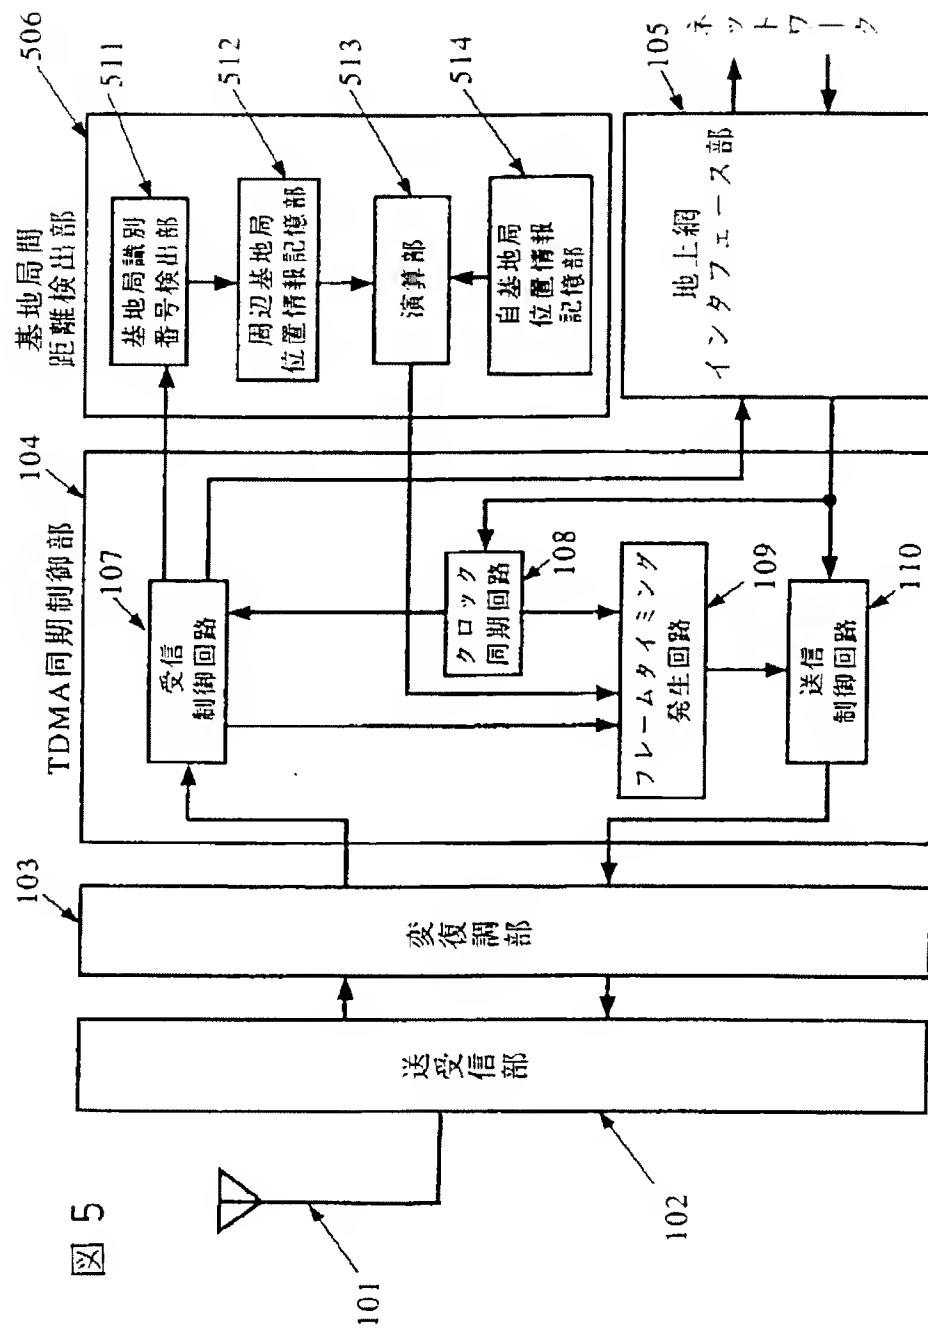 図 5
101
102
送受信部
103
変復調部
104
TDMA同期制御部
107
受信
制御回路
クロック
同期回路
108
フレームタイミング
発生回路
109
送信
制御回路
110
基地局間
距離検出部
506
基地局識別
番号検出部
511
周辺基地局
位置情報記憶部
512
演算部
513
自基地局
位置情報
記憶部
514
地上網
インタフェース部
105
ネットワーク